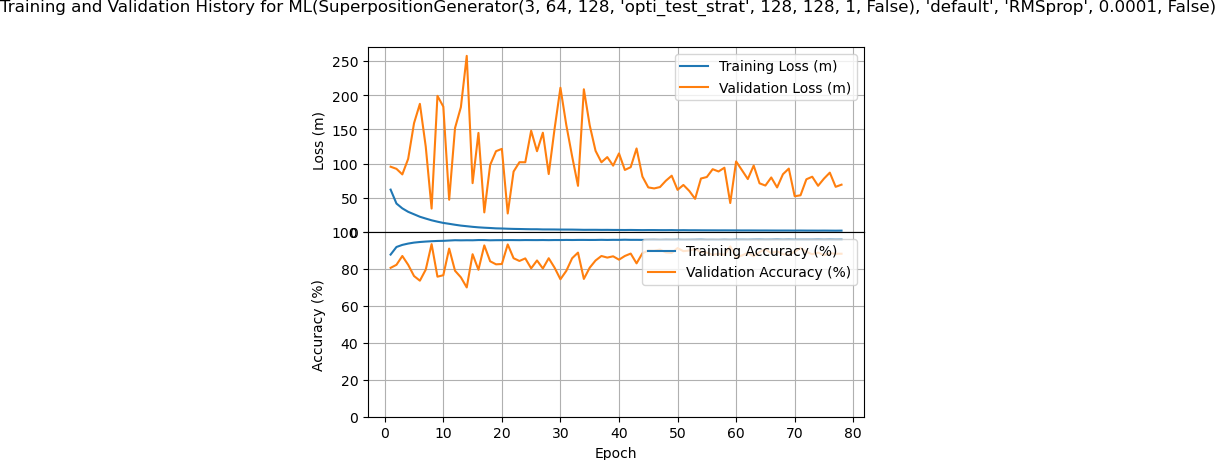 Training and Validation History for ML(SuperpositionGenerator(3, 64, 128, 'opti_test_strat', 128, 128, 1, False), 'default', 'RMSprop', 0.0001, False)
Training Loss (m)
Validation Loss (m)
Loss (m)
250
200
150
100
50
0
Training Accuracy (%)
Validation Accuracy (%)
Accuracy (%)
100
80
60
40
20
0
0 10 20 30 40 50 60 70 80
Epoch